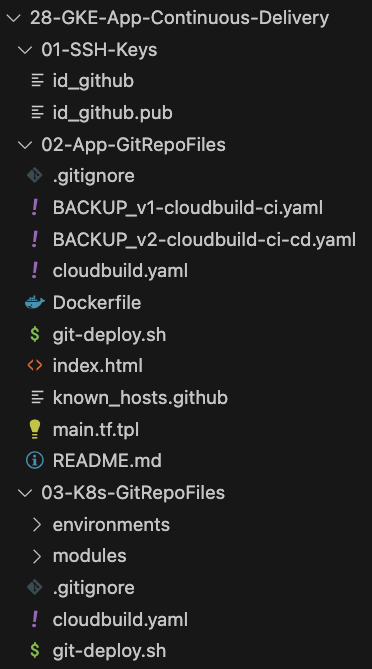 28-GKE-App-Continuous-Delivery
01-SSH-Keys
id_github
id_github.pub
02-App-GitRepoFiles
.gitignore
! BACKUP_v1-cloudbuild-ci.yaml
! BACKUP_v2-cloudbuild-ci-cd.yaml
! cloudbuild.yaml
Dockerfile
$ git-deploy.sh
<> index.html
known_hosts.github
main.tf.tpl
README.md
03-K8s-GitRepoFiles
environments
modules
.gitignore
! cloudbuild.yaml
$ git-deploy.sh